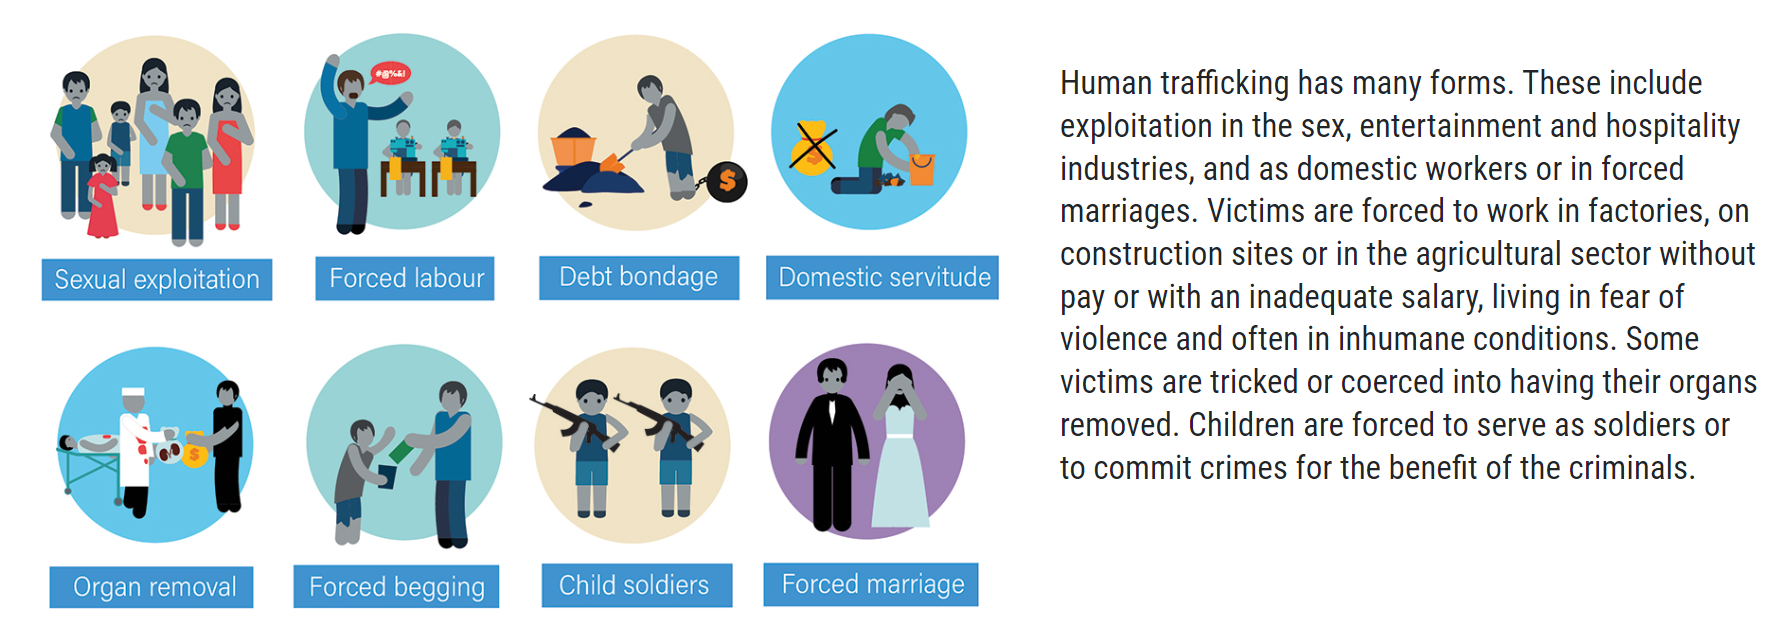 #@%&!
Sexual exploitation
Forced labour
Debt bondage
Domestic servitude
Organ removal
Forced begging
Child soldiers
Forced marriage
Human trafficking has many forms. These include
exploitation in the sex, entertainment and hospitality
industries, and as domestic workers or in forced
marriages. Victims are forced to work in factories, on
construction sites or in the agricultural sector without
pay or with an inadequate salary, living in fear of
violence and often in inhumane conditions. Some
victims are tricked or coerced into having their organs
removed. Children are forced to serve as soldiers or
to commit crimes for the benefit of the criminals.